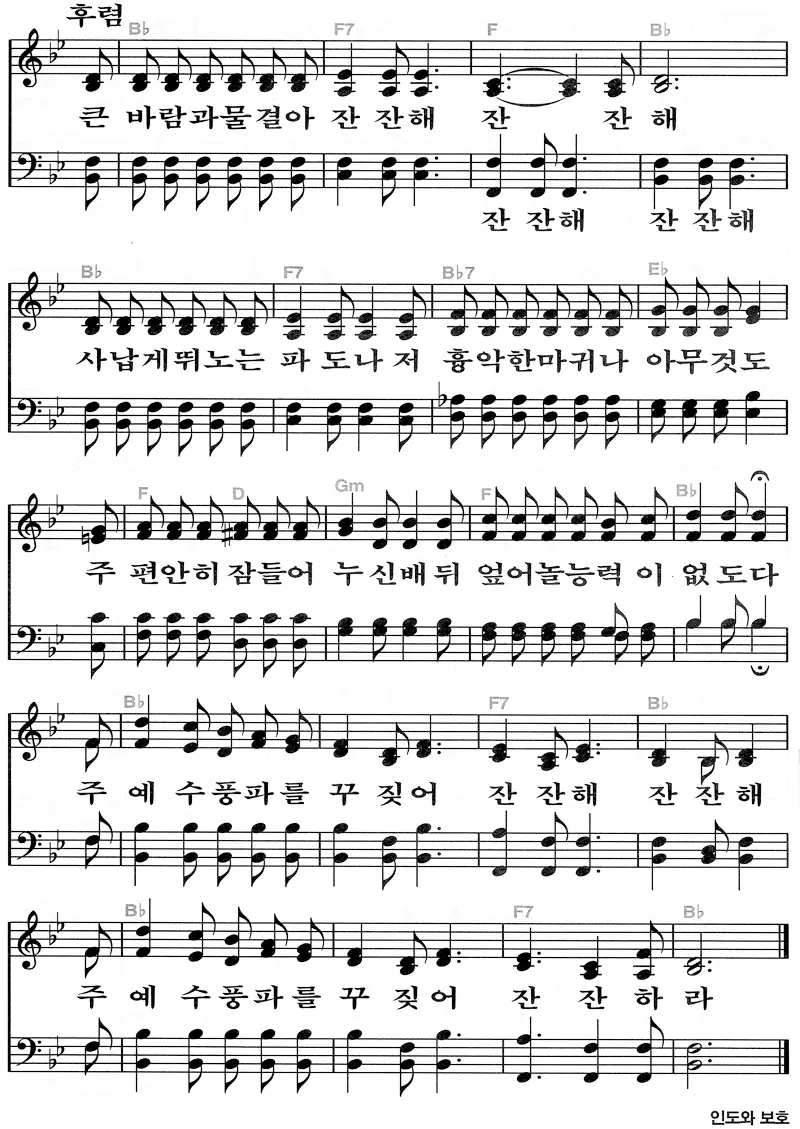 후렴
B♭ F7 F B♭
큰 바람과물결아 잔 잔해 잔 잔 해
잔 잔해 잔 잔해
B♭ F7 B♭7 E♭
사납게뛰노는 파 도나 저 흉악한마귀나 아무것도
F D Gm F B♭
주 편안히 잠들어 누 신배 뒤 엎어놀능력 이 없 도다
B♭ F7 B♭
주 예 수풍파를 꾸 짖어 잔 잔해 잔 잔해
B♭ F7 B♭
주 예 수풍파를 꾸 짖 어 잔 잔 하 라
인도와 보호